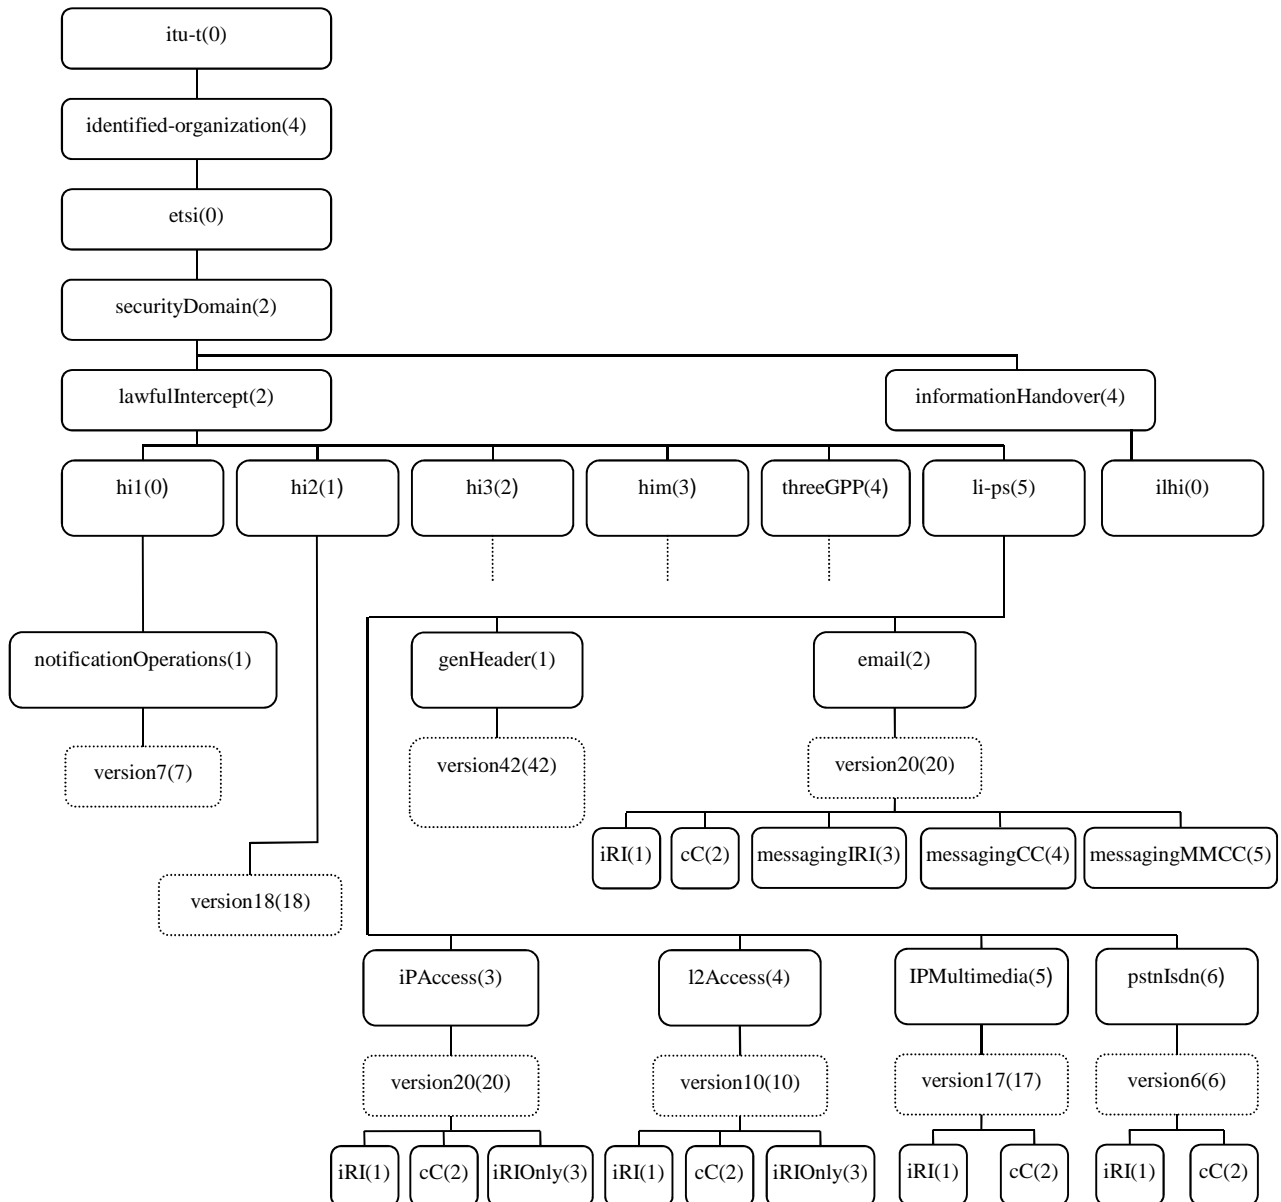 itu-t(0)
identified-organization(4)
etsi(0)
securityDomain(2)
lawfulIntercept(2)
informationHandover(4)
hi1(0)
hi2(1)
hi3(2)
him(3)
threeGPP(4)
li-ps(5)
ilhi(0)
notificationOperations(1)
genHeader(1)
email(2)
version7(7)
version42(42)
version20(20)
iRI(1)
cC(2)
messagingIRI(3)
messagingCC(4)
messagingMMCC(5)
version18(18)
iPAccess(3)
l2Access(4)
IPMultimedia(5)
pstnIsdn(6)
version20(20)
version10(10)
version17(17)
version6(6)
iRI(1)
cC(2)
iRIOnly(3)
iRI(1)
cC(2)
iRIOnly(3)
iRI(1)
cC(2)
iRI(1)
cC(2)